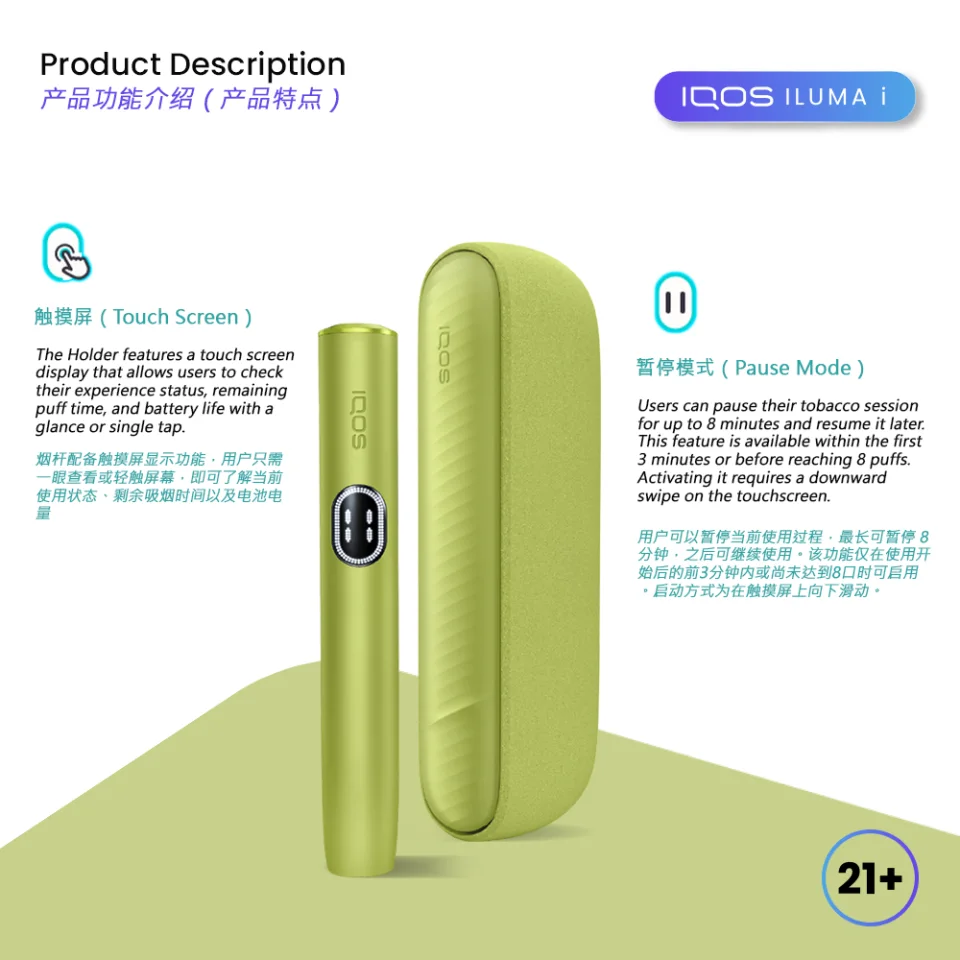 Product Description
产品功能介绍 ( 产品特点 )
IQOS ILUMA i
触摸屏 ( Touch Screen )
The Holder features a touch screen
display that allows users to check
their experience status, remaining
puff time, and battery life with a
glance or single tap.
烟杆配备触摸屏显示功能，用户只需
一眼查看或轻触屏幕，即可了解当前
使用状态、剩余吸烟时间以及电池电
量
IQOS
IQOS
暂停模式 ( Pause Mode )
Users can pause their tobacco session
for up to 8 minutes and resume it later.
This feature is available within the first
3 minutes or before reaching 8 puffs.
Activating it requires a downward
swipe on the touchscreen.
用户可以暂停当前使用过程，最长可暂停 8
分钟，之后可继续使用。该功能仅在使用开
始后的前3分钟内或尚未达到8口时可启用
。启动方式为在触摸屏上向下滑动。
21+